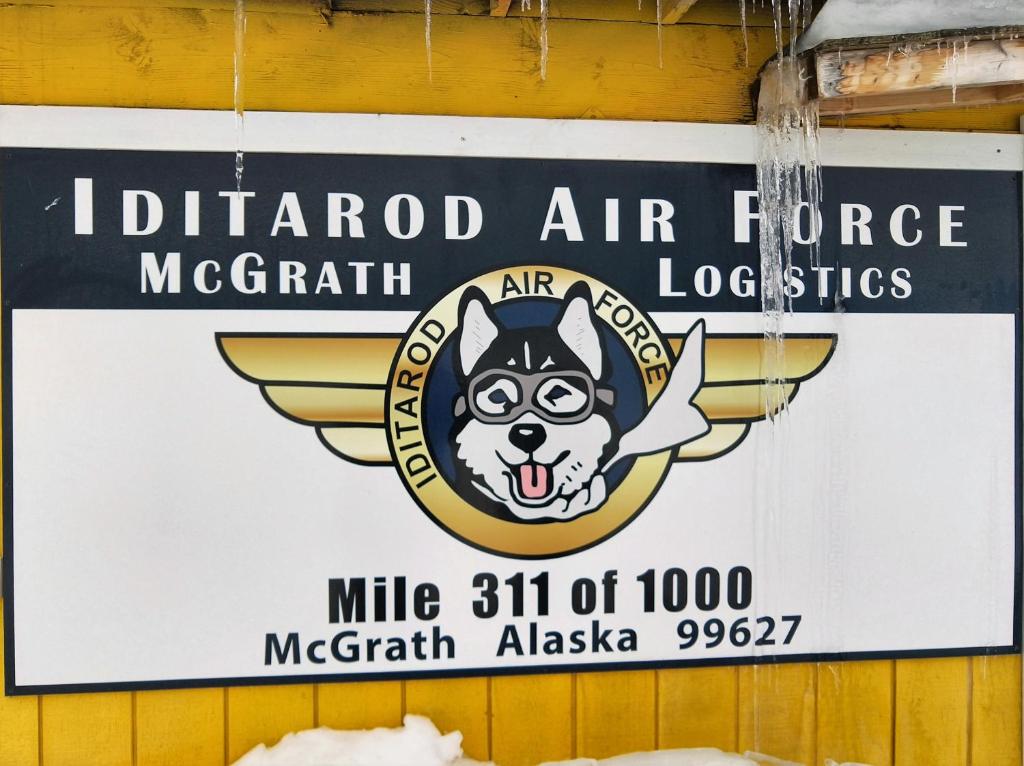 IDITAROD AIR FORCE
MCGRATH LOGISTICS
IDITAROD AIR FORCE
Mile 311 of 1000
McGrath Alaska 99627